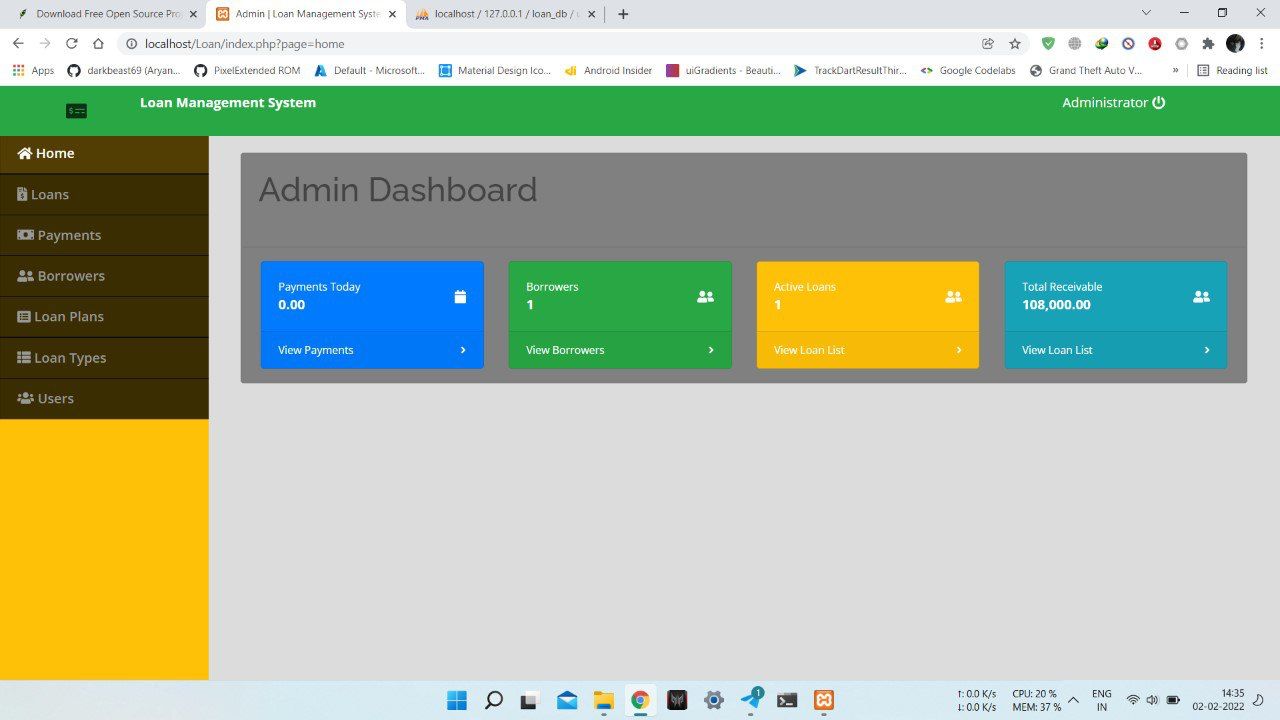 Download Free Open Source Pro
Admin | Loan Management Syste
localhost / 127.0.0.1 / loan_db / u
localhost/Loan/index.php?page=home
Apps
darkbeast69 (Aryan...
PixelExtended ROM
Default - Microsoft...
Material Design Ico...
Android Insider
uiGradients - Beauti...
TrackDartResultThir...
Google Codelabs
Grand Theft Auto V...
»
Reading list
Loan Management System
Administrator
Home
Loans
Payments
Borrowers
Loan Plans
Loan Types
Users
Admin Dashboard
Payments Today
0.00
View Payments
Borrowers
1
View Borrowers
Active Loans
1
View Loan List
Total Receivable
108,000.00
View Loan List
1
CPU: 20 %
MEM: 37 %
ENG
IN
14:35
02-02-2022